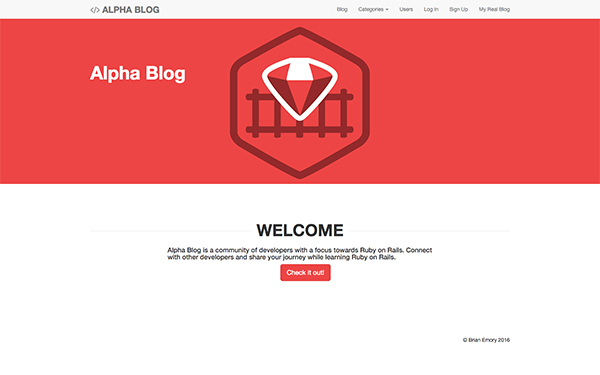 </> ALPHA BLOG Blog Categories Users Log In Sign Up My Real Blog
Alpha Blog
WELCOME
Alpha Blog is a community of developers with a focus towards Ruby on Rails. Connect
with other developers and share your journey while learning Ruby on Rails.
Check it out!
© Brian Emory 2016